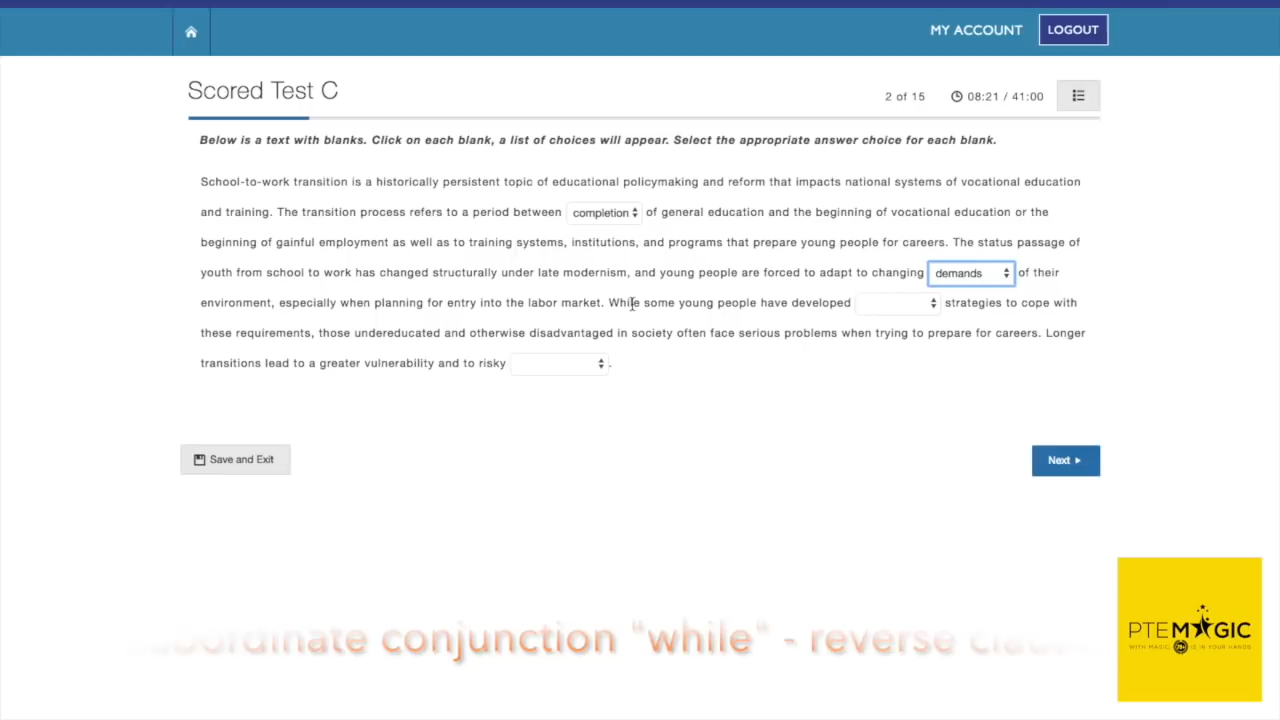 MY ACCOUNT LOGOUT
Scored Test C
2 of 15 08:21 / 41:00
Below is a text with blanks. Click on each blank, a list of choices will appear. Select the appropriate answer choice for each blank.
School-to-work transition is a historically persistent topic of educational policymaking and reform that impacts national systems of vocational education
and training. The transition process refers to a period between completion of general education and the beginning of vocational education or the
beginning of gainful employment as well as to training systems, institutions, and programs that prepare young people for careers. The status passage of
youth from school to work has changed structurally under late modernism, and young people are forced to adapt to changing demands of their
environment, especially when planning for entry into the labor market. While some young people have developed strategies to cope with
these requirements, those undereducated and otherwise disadvantaged in society often face serious problems when trying to prepare for careers. Longer
transitions lead to a greater vulnerability and to risky .
Save and Exit Next
conjunction "while" - reverse
PTEMAGIC
WITH MAGIC, 79+ IS IN YOUR HANDS